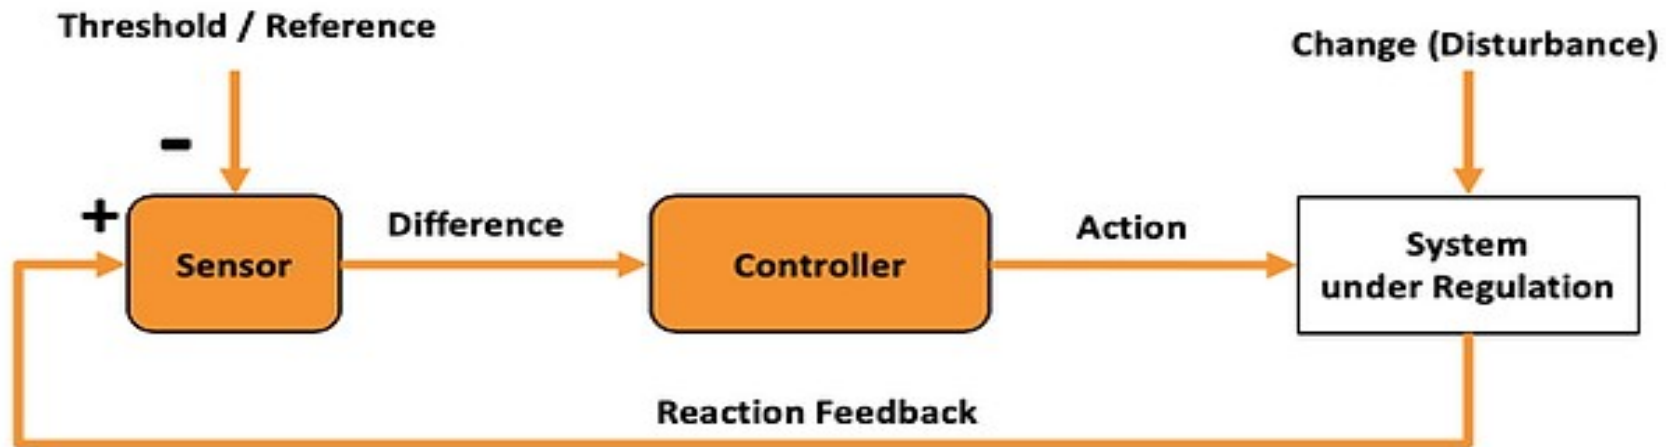 Threshold / Reference
Change (Disturbance)
-
+
Sensor
Difference
Controller
Action
System
under Regulation
Reaction Feedback